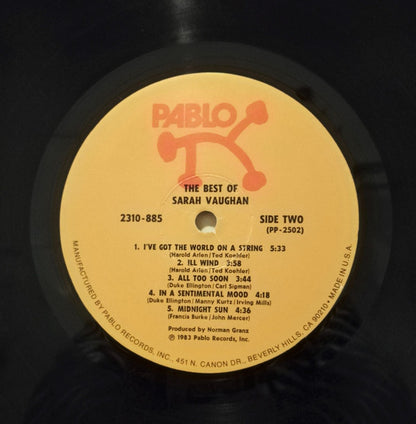 PABLO
THE BEST OF
SARAH VAUGHAN
2310-885
SIDE TWO
(PP-2502)
1. I'VE GOT THE WORLD ON A STRING 5:33
(Harold Arlen/Ted Koehler)
2. ILL WIND 3:58
(Harold Arlen/Ted Koehler)
3. ALL TOO SOON 3:44
(Duke Ellington/Carl Sigman)
4. IN A SENTIMENTAL MOOD 4:18
(Duke Ellington/Manny Kurtz/Irving Mills)
5. MIDNIGHT SUN 4:36
(Francis Burke/John Mercer)
Produced by Norman Granz
℗ 1983 Pablo Records, Inc.
MANUFACTURED BY PABLO RECORDS, INC., 451 N. CANON DR., BEVERLY HILLS, CA 90210 • MADE IN U.S.A.